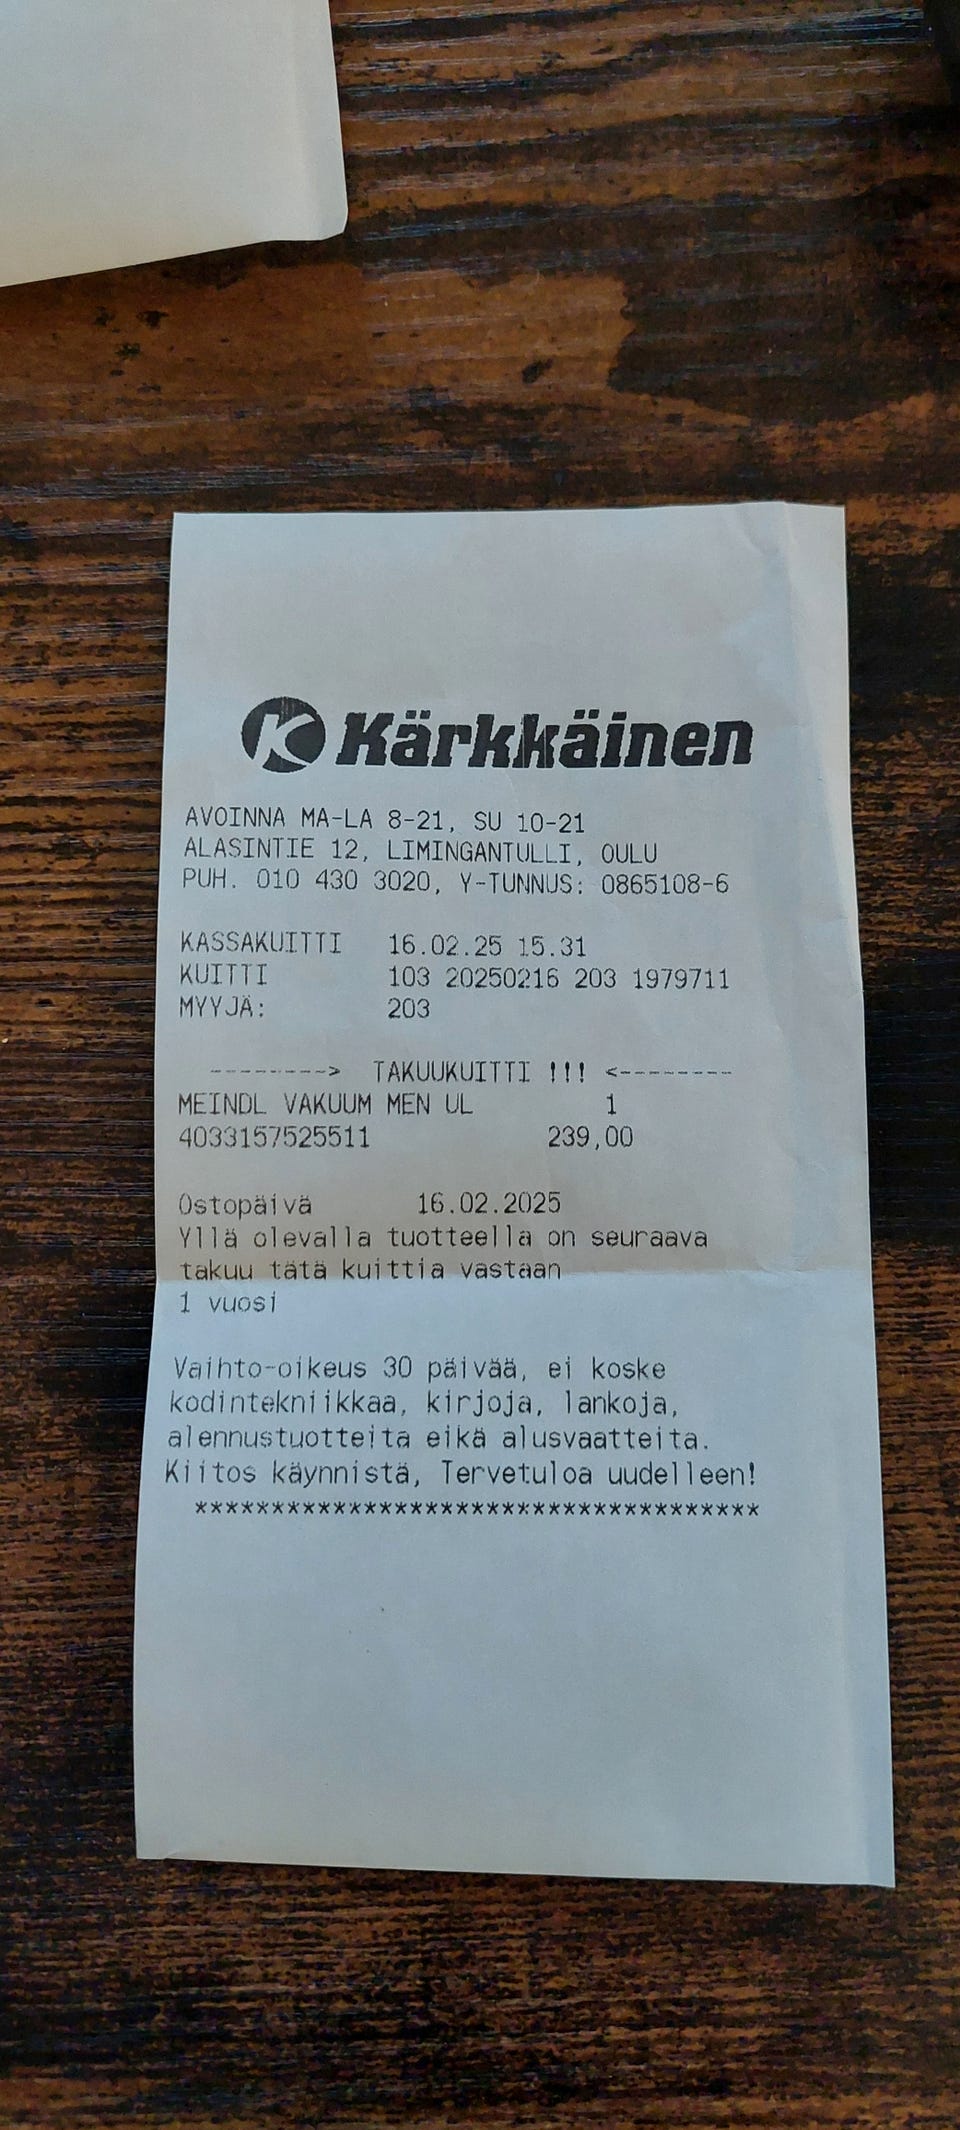 K Kärkkäinen
AVOINNA MA-LA 8-21, SU 10-21
ALASINTIE 12, LIMINGANTULLI, OULU
PUH. 010 430 3020, Y-TUNNUS: 0865108-6
KASSAKUITTI 16.02.25 15.31
KUITTI 103 20250216 203 1979711
MYYJÄ: 203
--------> TAKUUKUITTI !!! <--------
MEINDL VAKUUM MEN UL 1
4033157525511 239,00
Ostopäivä 16.02.2025
Yllä olevalla tuotteella on seuraava
takuu tätä kuittia vastaan
1 vuosi
Vaihto-oikeus 30 päivää, ei koske
kodintekniikkaa, kirjoja, lankoja,
alennustuotteita eikä alusvaatteita.
Kiitos käynnistä, Tervetuloa uudelleen!
**************************************